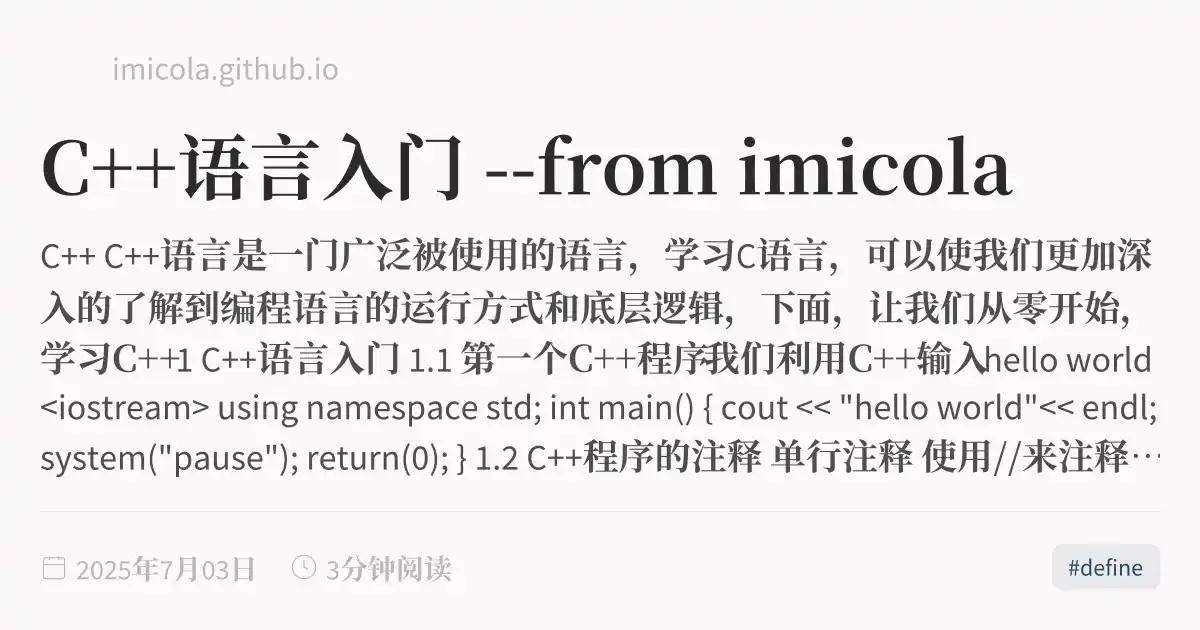 imicola.github.io
C++语言入门 --from imicola
C++ C++语言是一门广泛被使用的语言，学习C语言，可以使我们更加深
入的了解到编程语言的运行方式和底层逻辑，下面，让我们从零开始，
学习C++1 C++语言入门 1.1 第一个C++程序我们利用C++输入hello world
<iostream> using namespace std; int main() { cout << "hello world"<< endl;
system("pause"); return(0); } 1.2 C++程序的注释 单行注释 使用//来注释…
2025年7月03日 3分钟阅读 #define